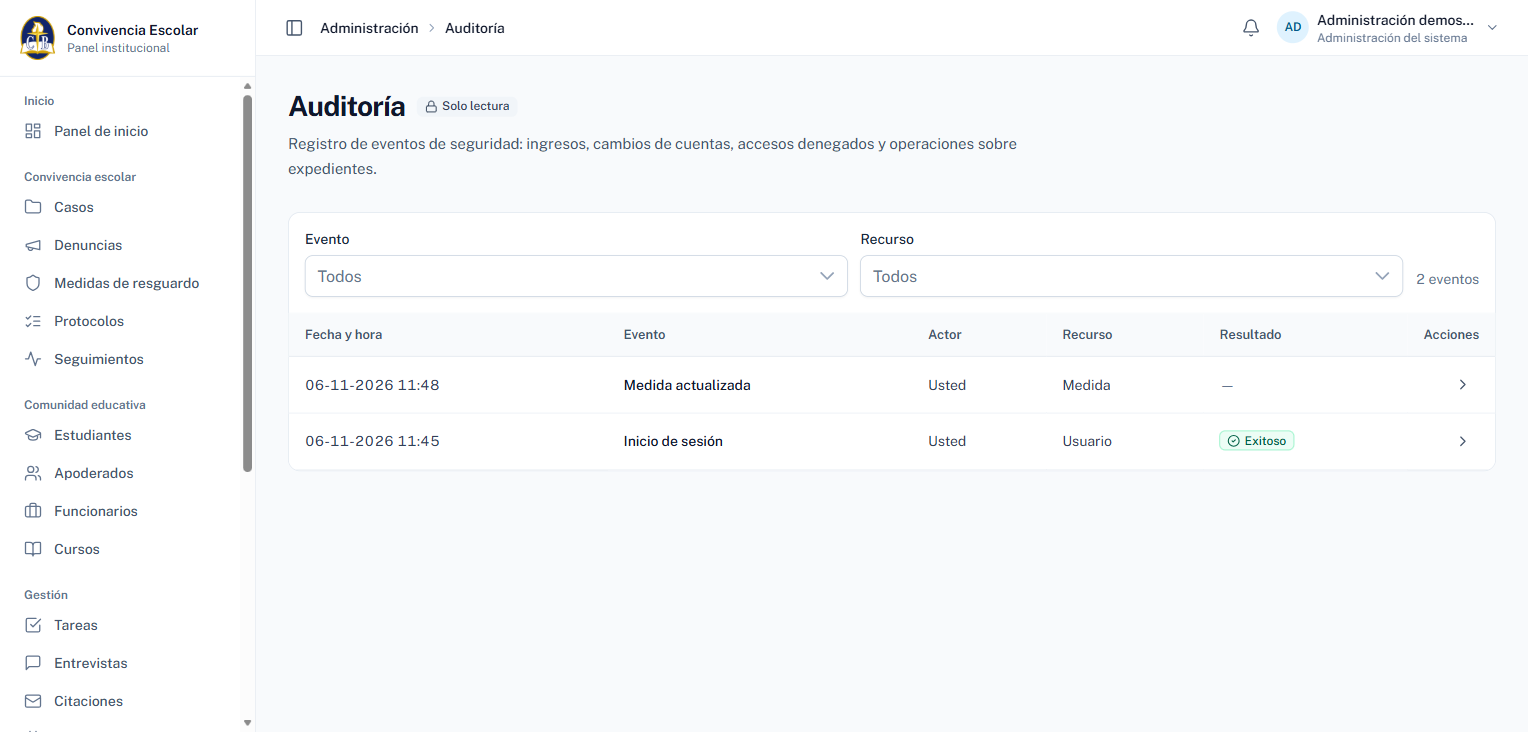 Convivencia Escolar
Panel institucional
Inicio
Panel de inicio
Convivencia escolar
Casos
Denuncias
Medidas de resguardo
Protocolos
Seguimientos
Comunidad educativa
Estudiantes
Apoderados
Funcionarios
Cursos
Gestión
Tareas
Entrevistas
Citaciones
Administración > Auditoría
AD
Administración demos...
Administración del sistema
Auditoría
Solo lectura
Registro de eventos de seguridad: ingresos, cambios de cuentas, accesos denegados y operaciones sobre
expedientes.
Evento
Todos
Recurso
Todos
2 eventos
Fecha y hora Evento Actor Recurso Resultado Acciones
06-11-2026 11:48 Medida actualizada Usted Medida —
06-11-2026 11:45 Inicio de sesión Usted Usuario Exitoso